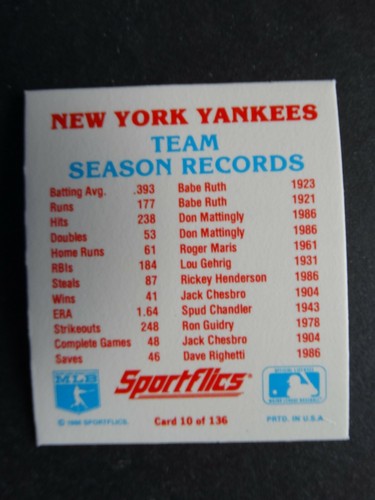 NEW YORK YANKEES
TEAM
SEASON RECORDS
Batting Avg. .393 Babe Ruth 1923
Runs 177 Babe Ruth 1921
Hits 238 Don Mattingly 1986
Doubles 53 Don Mattingly 1986
Home Runs 61 Roger Maris 1961
RBIs 184 Lou Gehrig 1931
Steals 87 Rickey Henderson 1986
Wins 41 Jack Chesbro 1904
ERA 1.64 Spud Chandler 1943
Strikeouts 248 Ron Guidry 1978
Complete Games 48 Jack Chesbro 1904
Saves 46 Dave Righetti 1986
MLB
Sportflics
© SPORTFLICS.
Card 10 of 136
PRTD. IN U.S.A.